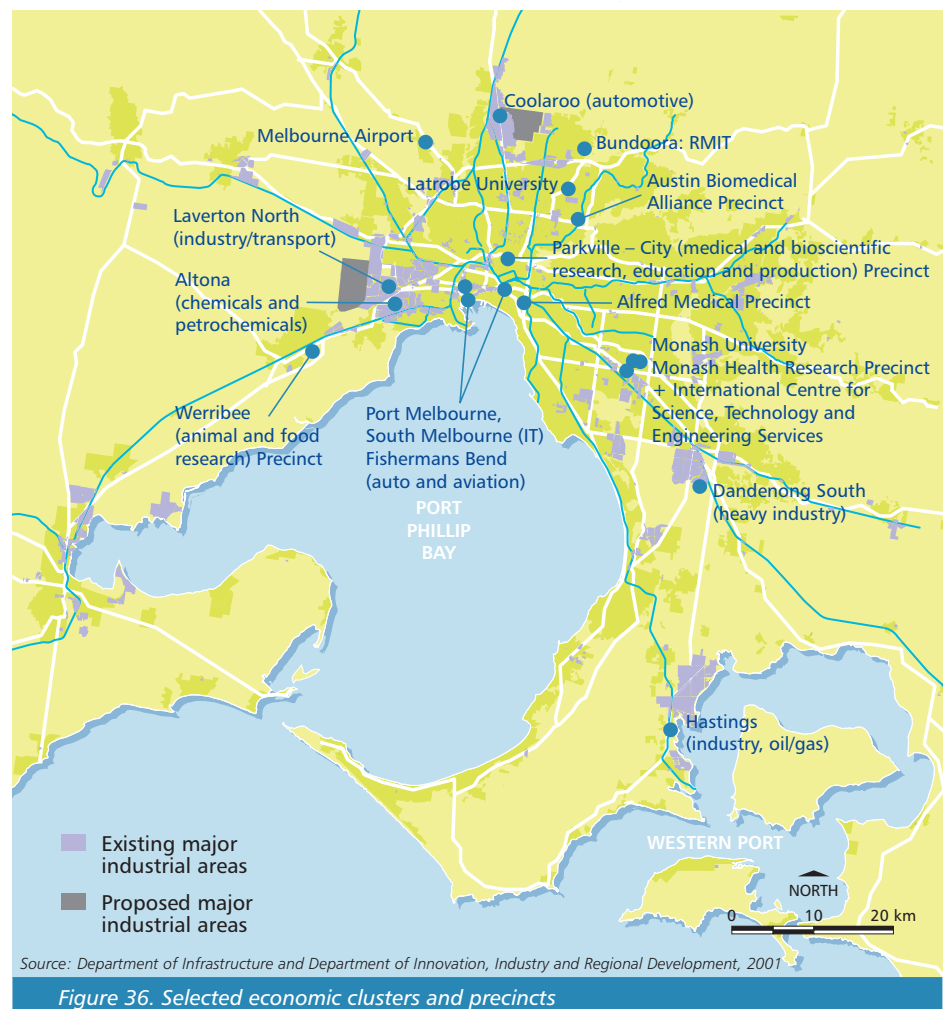 Coolaroo (automotive)
Melbourne Airport
Bundoora: RMIT
Latrobe University
Austin Biomedical
Alliance Precinct
Laverton North
(industry/transport)
Parkville – City (medical and bioscientific
research, education and production) Precinct
Altona
(chemicals and
petrochemicals)
Alfred Medical Precinct
Monash University
Monash Health Research Precinct
+ International Centre for
Science, Technology and
Engineering Services
Werribee
(animal and food
research) Precinct
Port Melbourne,
South Melbourne (IT)
Fishermans Bend
(auto and aviation)
Dandenong South
(heavy industry)
PORT
PHILLIP
BAY
Hastings
(industry, oil/gas)
WESTERN PORT
Existing major
industrial areas
Proposed major
industrial areas
NORTH
0 10 20 km
Source: Department of Infrastructure and Department of Innovation, Industry and Regional Development, 2001
Figure 36. Selected economic clusters and precincts